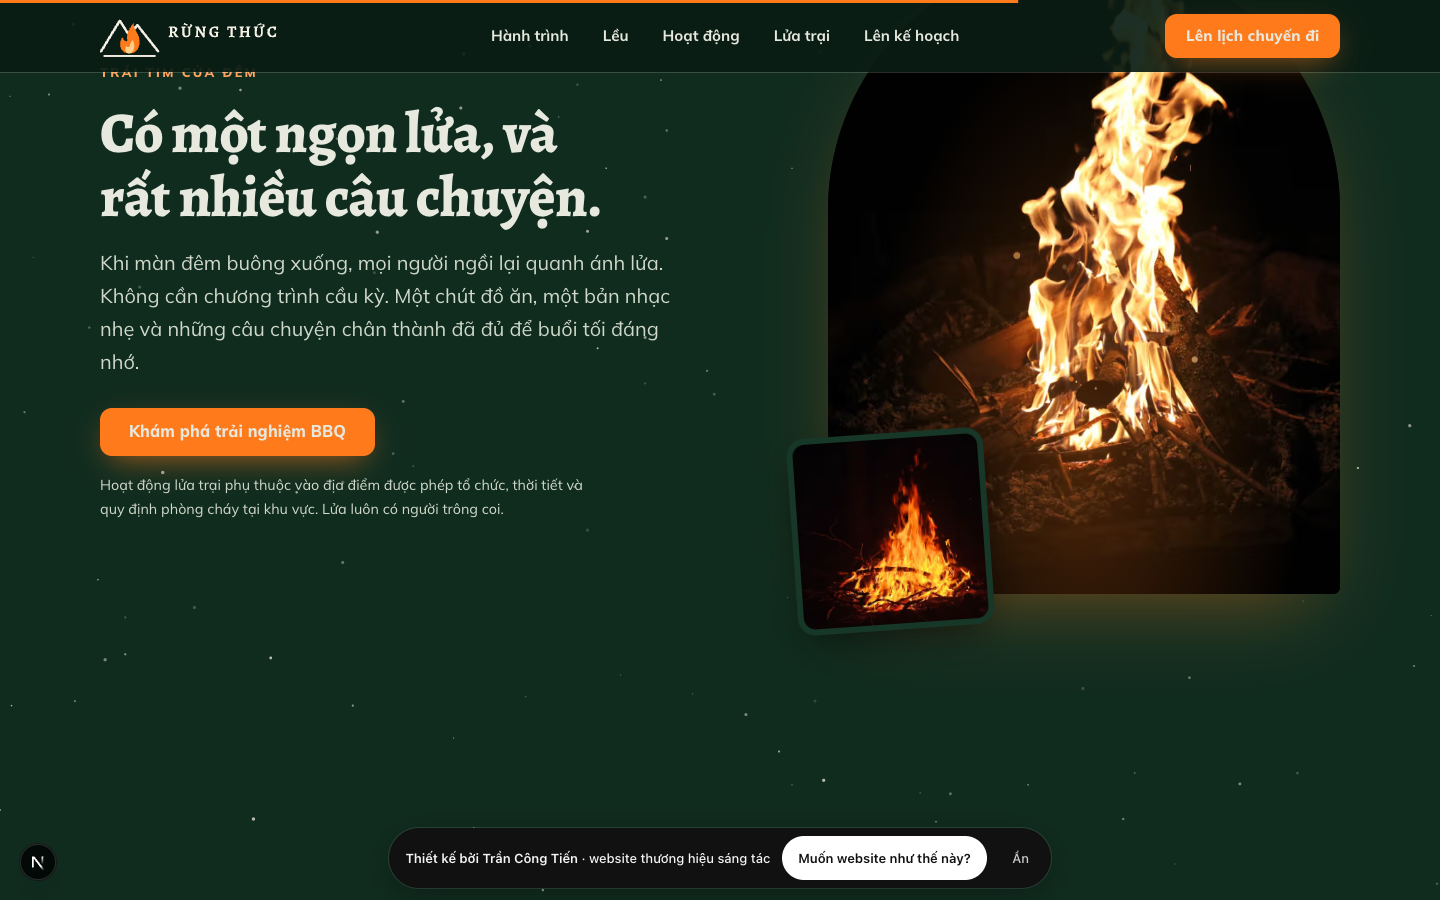 RỪNG THỨC
Hành trình
Lều
Hoạt động
Lửa trại
Lên kế hoạch
Lên lịch chuyến đi
TRÁI TIM CỦA ĐÊM
Có một ngọn lửa, và
rất nhiều câu chuyện.
Khi màn đêm buông xuống, mọi người ngồi lại quanh ánh lửa.
Không cần chương trình cầu kỳ. Một chút đồ ăn, một bản nhạc
nhẹ và những câu chuyện chân thành đã đủ để buổi tối đáng
nhớ.
Khám phá trải nghiệm BBQ
Hoạt động lửa trại phụ thuộc vào địa điểm được phép tổ chức, thời tiết và
quy định phòng cháy tại khu vực. Lửa luôn có người trông coi.
Thiết kế bởi Trần Công Tiến · website thương hiệu sáng tác
Muốn website như thế này?
Ẩn
N